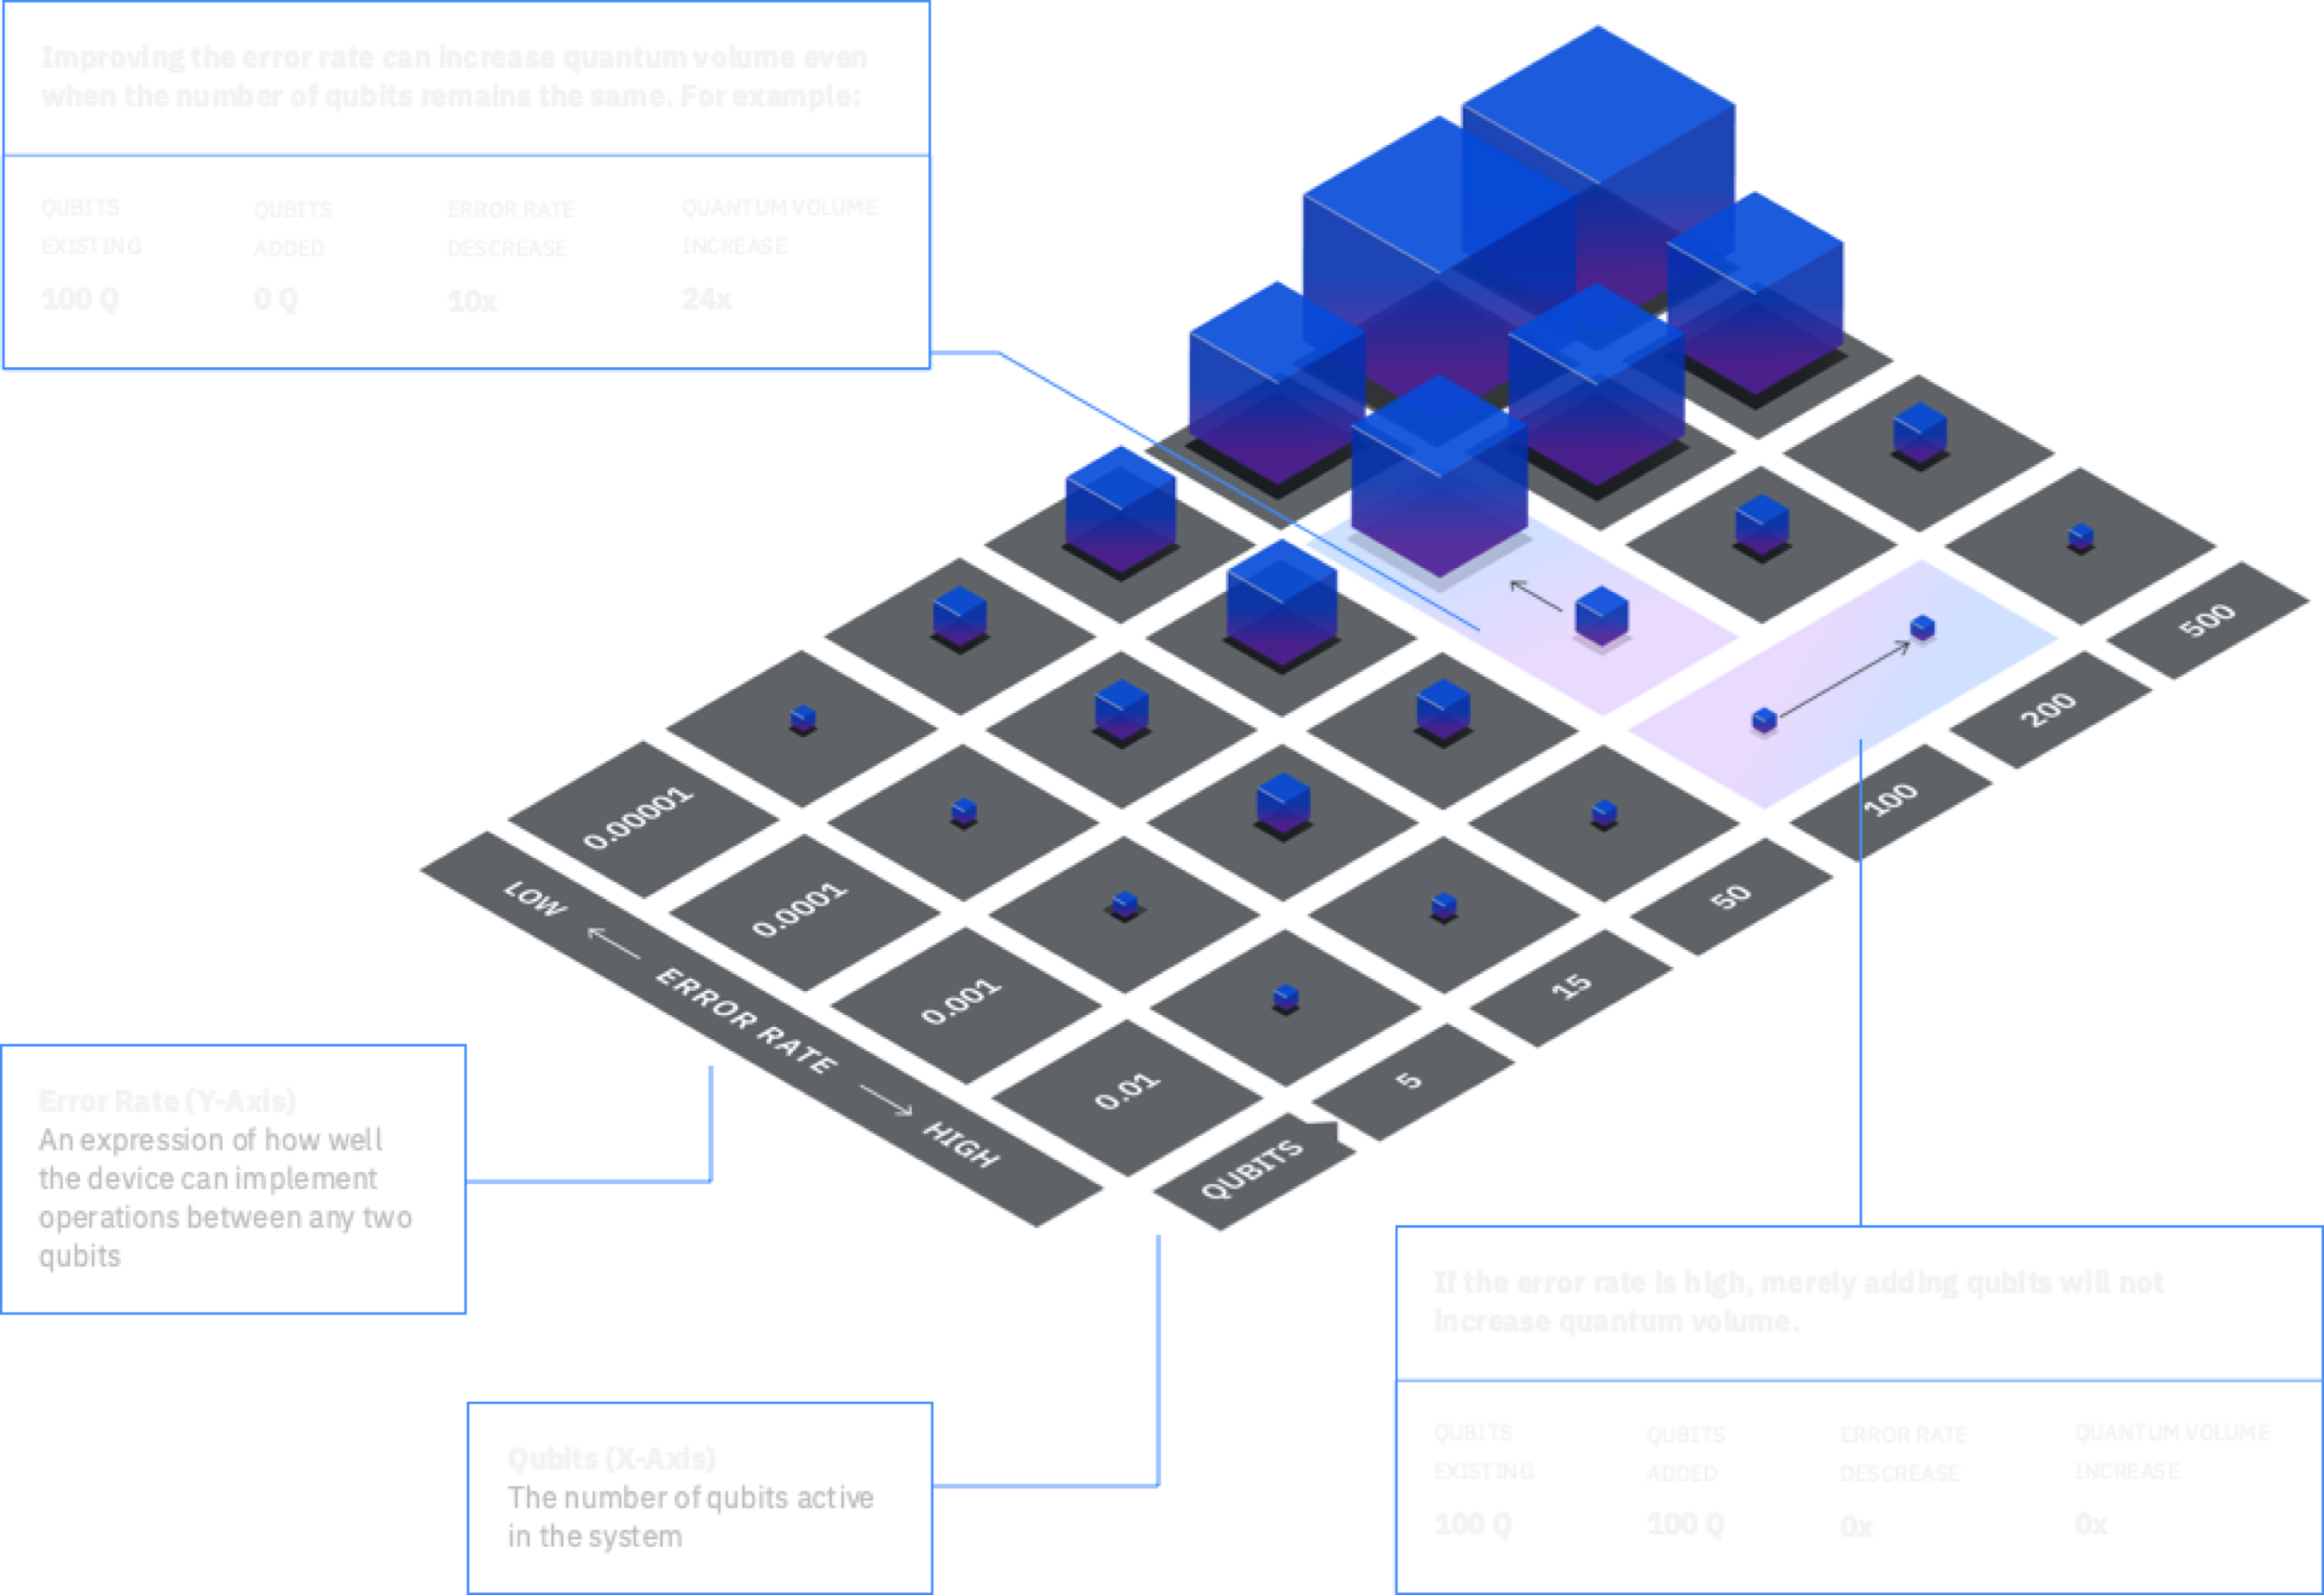 Improving the error rate can increase quantum volume even
when the number of qubits remains the same. For example:
QUBITS EXISTING
100 Q
QUBITS ADDED
0 Q
ERROR RATE DESCREASE
10x
QUANTUM VOLUME INCREASE
24x
500
200
100
50
15
5
QUBITS
0.00001
0.0001
0.001
0.01
LOW ← ERROR RATE → HIGH
Error Rate (Y-Axis)
An expression of how well
the device can implement
operations between any two
qubits
Qubits (X-Axis)
The number of qubits active
in the system
If the error rate is high, merely adding qubits will not
increase quantum volume.
QUBITS
EXISTING
100 Q
QUBITS
ADDED
100 Q
ERROR RATE
DESCREASE
0x
QUANTUM VOLUME
INCREASE
0x